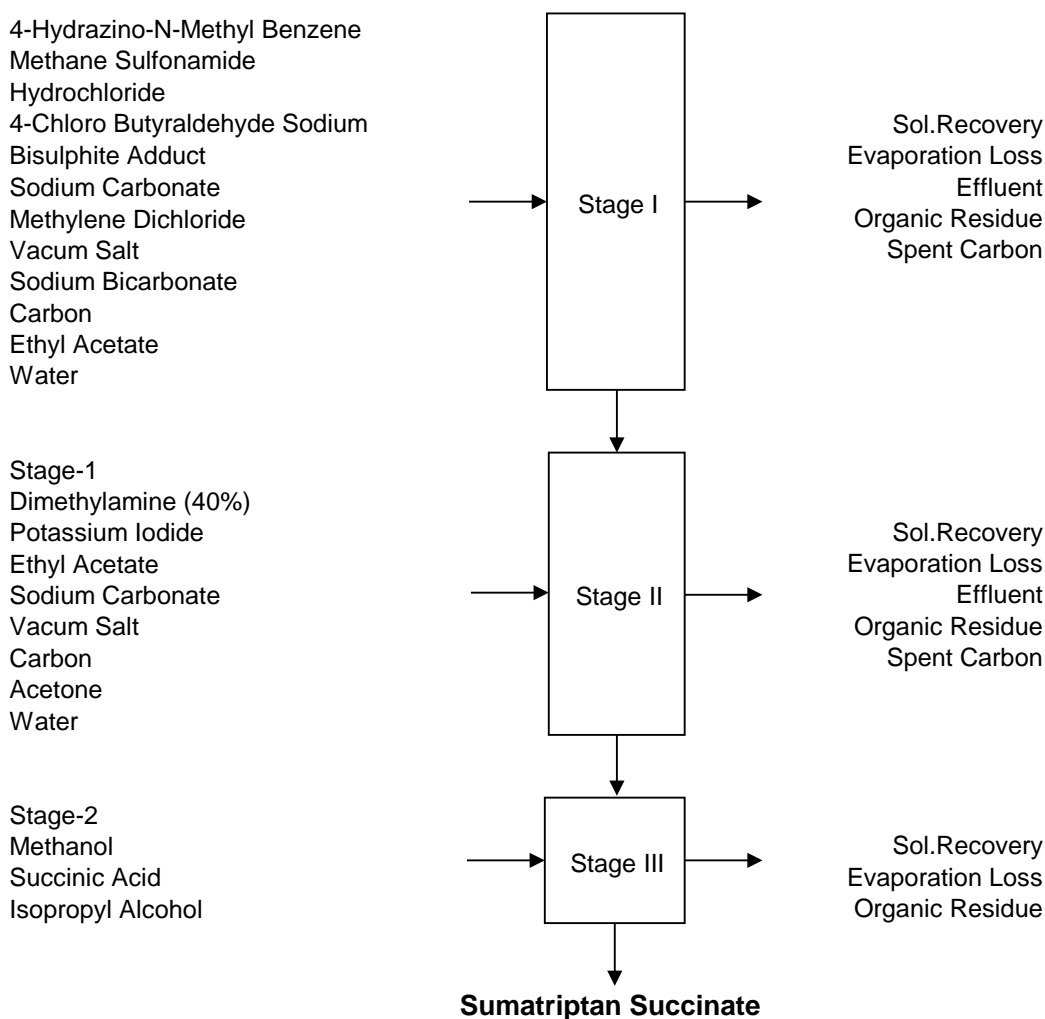 4-Hydrazino-N-Methyl Benzene
Methane Sulfonamide
Hydrochloride
4-Chloro Butyraldehyde Sodium
Bisulphite Adduct
Sodium Carbonate
Methylene Dichloride
Vacum Salt
Sodium Bicarbonate
Carbon
Ethyl Acetate
Water
Stage I
Sol.Recovery
Evaporation Loss
Effluent
Organic Residue
Spent Carbon
Stage-1
Dimethylamine (40%)
Potassium Iodide
Ethyl Acetate
Sodium Carbonate
Vacum Salt
Carbon
Acetone
Water
Stage II
Sol.Recovery
Evaporation Loss
Effluent
Organic Residue
Spent Carbon
Stage-2
Methanol
Succinic Acid
Isopropyl Alcohol
Stage III
Sol.Recovery
Evaporation Loss
Organic Residue
Sumatriptan Succinate